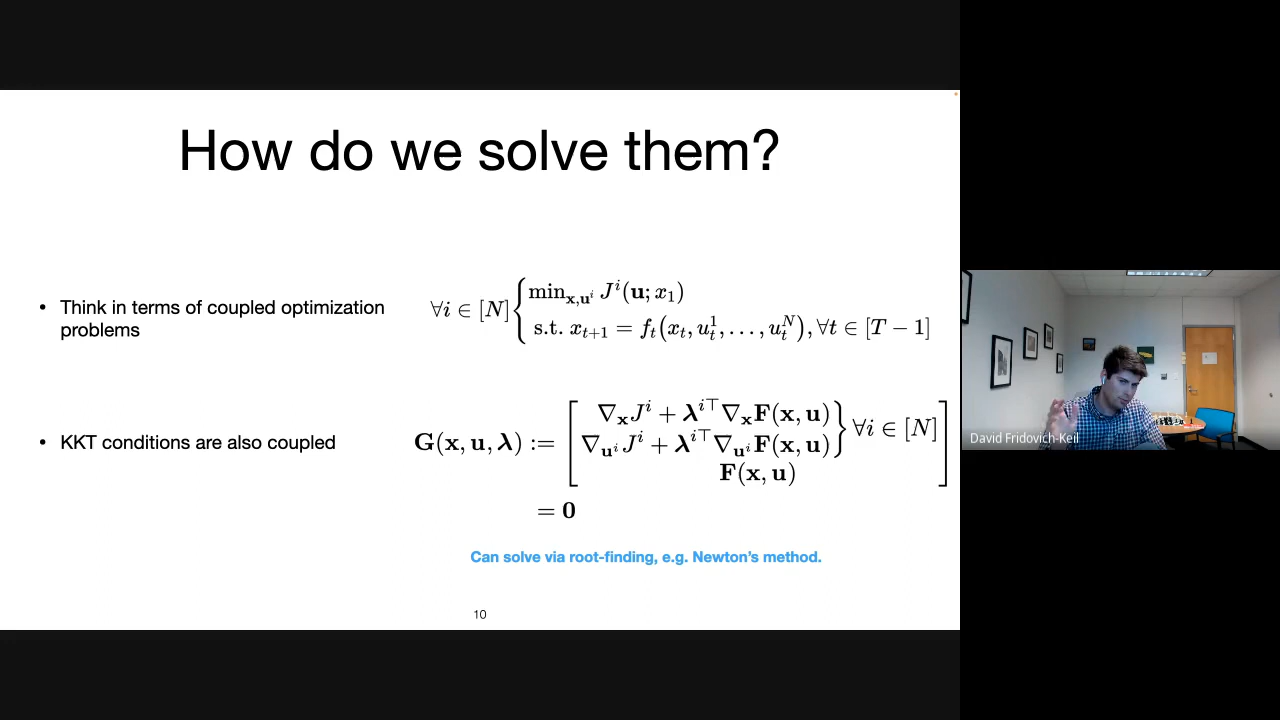 How do we solve them?
• Think in terms of coupled optimization
problems
∀i ∈ [N] { min_{x,u^i} J^i(u; x_1)
s.t. x_{t+1} = f_t(x_t, u_t^1, . . . , u_t^N), ∀t ∈ [T − 1]
• KKT conditions are also coupled
G(x, u, λ) := [ ∇_x J^i + λ^{i⊤} ∇_x F(x, u)
∇_{u^i} J^i + λ^{i⊤} ∇_{u^i} F(x, u) } ∀i ∈ [N]
F(x, u) ]
= 0
Can solve via root-finding, e.g. Newton's method.
10
David Fridovich-Keil